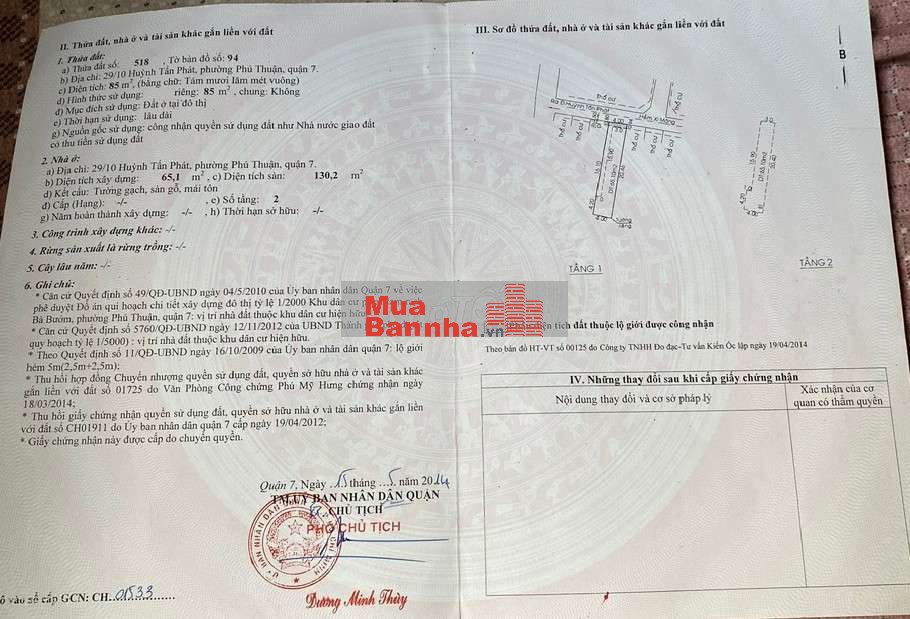 II. Thửa đất, nhà ở và tài sản khác gắn liền với đất
1. Thửa đất:
a) Thửa đất số: 518 , Tờ bản đồ số: 94
b) Địa chỉ: 29/10 Huỳnh Tấn Phát, phường Phú Thuận, quận 7.
c) Diện tích: 85 m², (bằng chữ: Tám mươi lăm mét vuông)
d) Hình thức sử dụng: riêng: 85 m², chung: Không
đ) Mục đích sử dụng: Đất ở tại đô thị
e) Thời hạn sử dụng: lâu dài
g) Nguồn gốc sử dụng: công nhận quyền sử dụng đất như Nhà nước giao đất
có thu tiền sử dụng đất
2. Nhà ở:
a) Địa chỉ: 29/10 Huỳnh Tấn Phát, phường Phú Thuận, quận 7.
b) Diện tích xây dựng: 65,1 m², c) Diện tích sàn: 130,2 m²
d) Kết cấu: Tường gạch, sàn gỗ, mái tôn
đ) Cấp (Hạng): -/- , e) Số tầng: 2
g) Năm hoàn thành xây dựng: -/- , h) Thời hạn sở hữu: -/-
3. Công trình xây dựng khác: -/-
4. Rừng sản xuất là rừng trồng: -/-
5. Cây lâu năm: -/-
6. Ghi chú:
* Căn cứ Quyết định số 49/QĐ-UBND ngày 04/5/2010 của Ủy ban nhân dân Quận 7 về việc
phê duyệt Đồ án qui hoạch chi tiết xây dựng đô thị tỷ lệ 1/2000 Khu dân cư
Bà Bướm, phường Phú Thuận, quận 7: vị trí nhà đất thuộc khu dân cư hiện hữu.
* Căn cứ Quyết định số 5760/QĐ-UBND ngày 12/11/2012 của UBND Thành
quy hoạch tỷ lệ 1/5000) : vị trí nhà đất thuộc khu dân cư hiện hữu.
* Theo Quyết định số 11/QĐ-UBND ngày 16/10/2009 của Ủy ban nhân dân quận 7: lộ giới
hẻm 5m(2,5m+2,5m);
* Thu hồi hợp đồng Chuyển nhượng quyền sử dụng đất, quyền sở hữu nhà ở và tài sản khác
gắn liền với đất số 01725 do Văn Phòng Công chứng Phú Mỹ Hưng chứng nhận ngày
18/03/2014;
* Thu hồi giấy chứng nhận quyền sử dụng đất, quyền sở hữu nhà ở và tài sản khác gắn liền
với đất số CH01911 do Ủy ban nhân dân quận 7 cấp ngày 19/04/2012;
* Giấy chứng nhận này được cấp do chuyển quyền.
Quận 7, Ngày 15 tháng 5 năm 2014
TM.UỶ BAN NHÂN DÂN QUẬN
CHỦ TỊCH
PHÓ CHỦ TỊCH
Dương Minh Thùy
ố vào sổ cấp GCN: CH 01533
III. Sơ đồ thửa đất, nhà ở và tài sản khác gắn liền với đất
B
Hẻm Xi Măng
20.40
4.00
TẦNG 1
TẦNG 2
Mua
Bannha.vn
diện tích đất thuộc lộ giới được công nhận
Theo bản đồ HT-VT số 00125 do Công ty TNHH Đo đạc-Tư vấn Kiến Ốc lập ngày 19/04/2014
IV. Những thay đổi sau khi cấp giấy chứng nhận
Nội dung thay đổi và cơ sở pháp lý
Xác nhận của cơ
quan có thẩm quyền